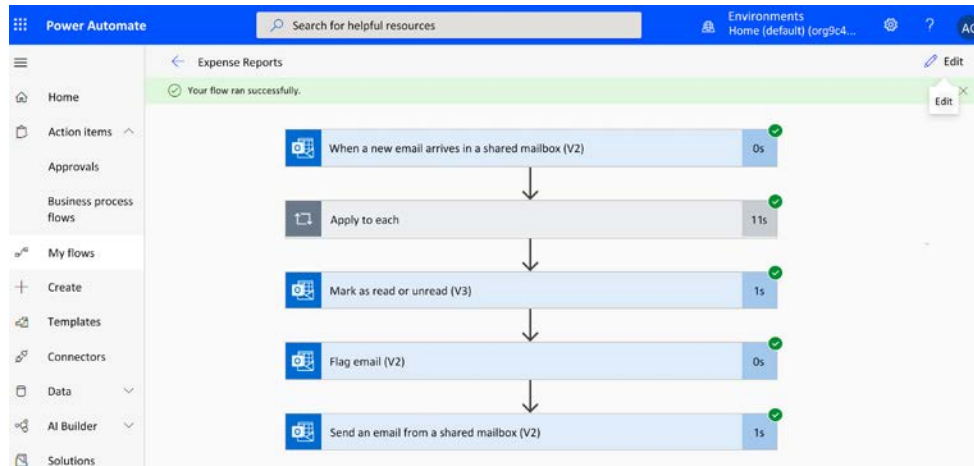 Power Automate
Search for helpful resources
Environments
Home (default) (org9c4...
?
AC
Expense Reports
Edit
Your flow ran successfully.
Edit
Home
Action items
Approvals
Business process
flows
My flows
Create
Templates
Connectors
Data
AI Builder
Solutions
When a new email arrives in a shared mailbox (V2)
0s
Apply to each
11s
Mark as read or unread (V3)
1s
Flag email (V2)
0s
Send an email from a shared mailbox (V2)
1s